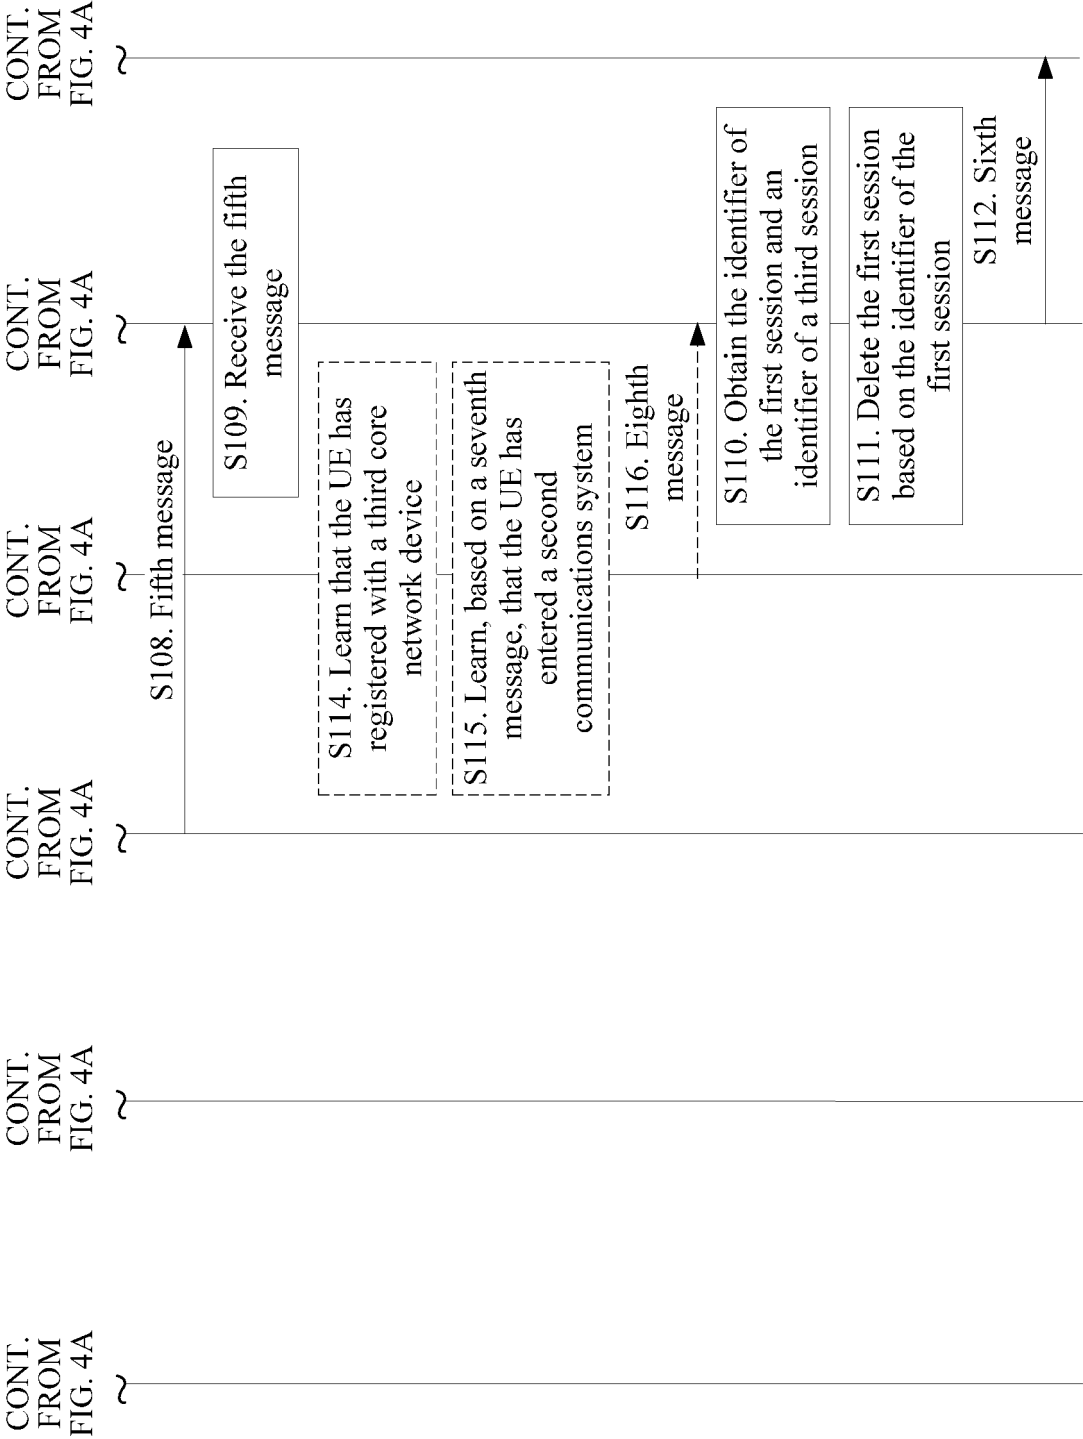 CONT.
FROM
FIG. 4A
CONT.
FROM
FIG. 4A
CONT.
FROM
FIG. 4A
CONT.
FROM
FIG. 4A
CONT.
FROM
FIG. 4A
CONT.
FROM
FIG. 4A
S108. Fifth message
S109. Receive the fifth
message
S114. Learn that the UE has
registered with a third core
network device
S115. Learn, based on a seventh
message, that the UE has
entered a second
communications system
S116. Eighth
message
S110. Obtain the identifier of
the first session and an
identifier of a third session
S111. Delete the first session
based on the identifier of the
first session
S112. Sixth
message